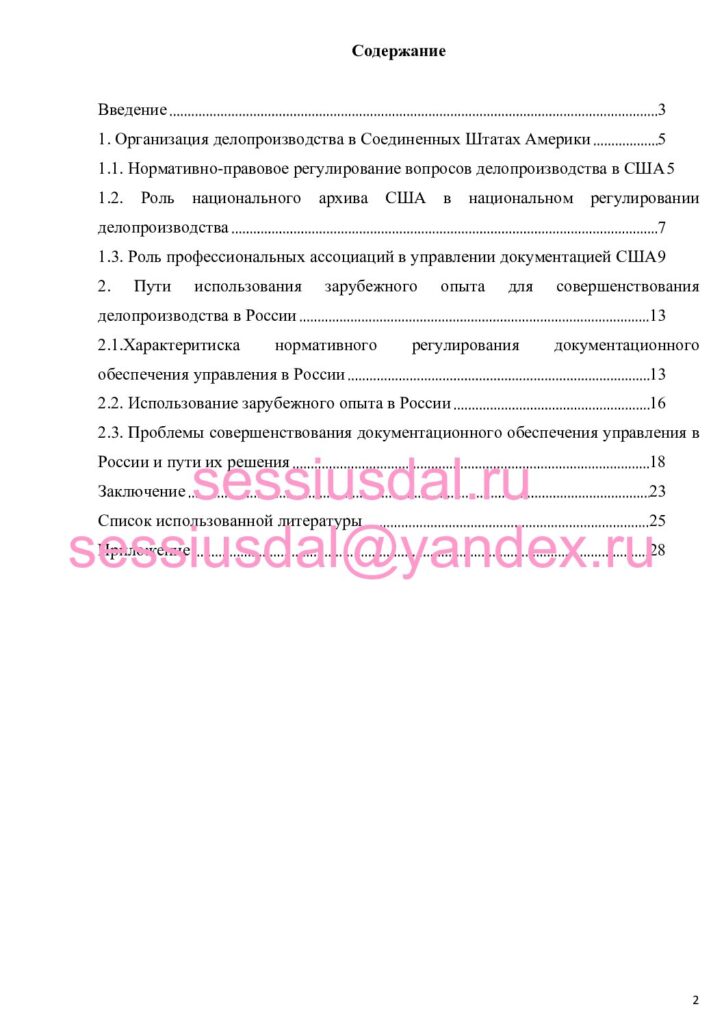 Содержание
Введение ........................................................................................................................ 3
1. Организация делопроизводства в Соединенных Штатах Америки .................. 5
1.1. Нормативно-правовое регулирование вопросов делопроизводства в США 5
1.2. Роль национального архива США в национальном регулировании
делопроизводства ........................................................................................................ 7
1.3. Роль профессиональных ассоциаций в управлении документацией США9
2. Пути использования зарубежного опыта для совершенствования
делопроизводства в России ...................................................................................... 13
2.1.Характеритиска нормативного регулирования документационного
обеспечения управления в России .......................................................................... 13
2.2. Использование зарубежного опыта в России .................................................. 16
2.3. Проблемы совершенствования документационного обеспечения управления в
России и пути их решения ........................................................................................ 18
sessiusdal.ru
Заключение .................................................................................................................. 23
Список использованной литературы ...................................................................... 25
sessiusdal@yandex.ru
Приложение ................................................................................................................ 28
2